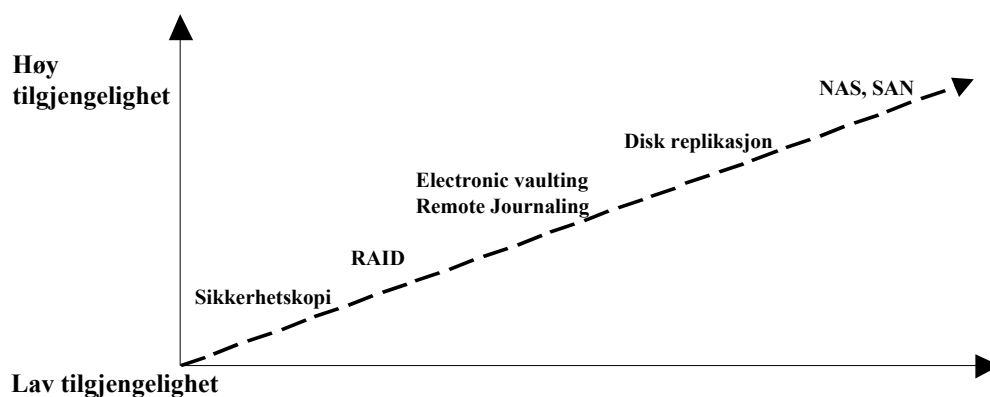 Høy
tilgjengelighet
NAS, SAN
Disk replikasjon
Electronic vaulting
Remote Journaling
RAID
Sikkerhetskopi
Lav tilgjengelighet